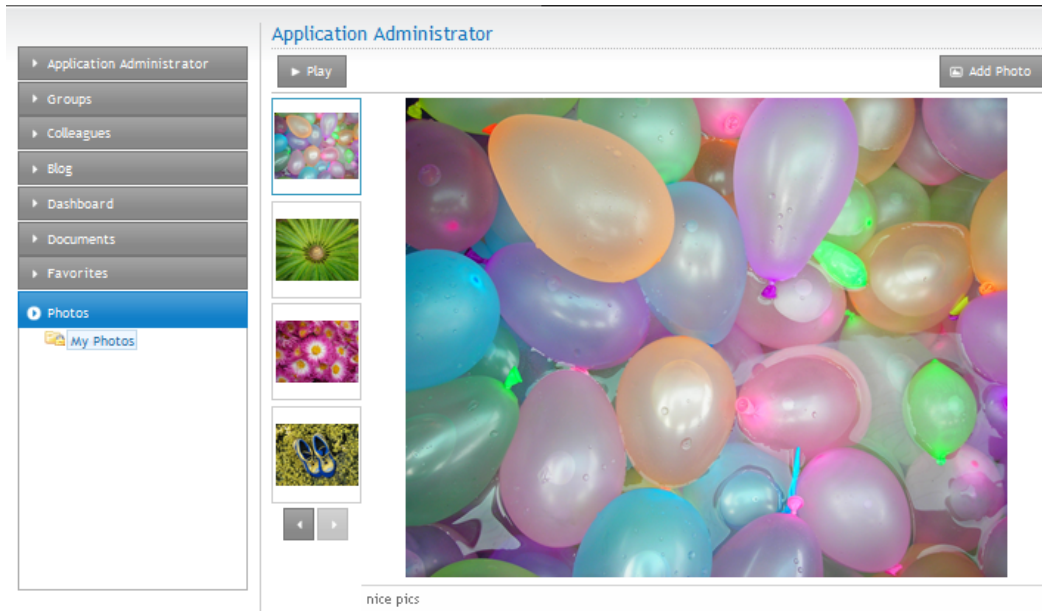 Application Administrator
Application Administrator
Groups
Colleagues
Blog
Dashboard
Documents
Favorites
Photos
My Photos
Play
Add Photo
nice pics